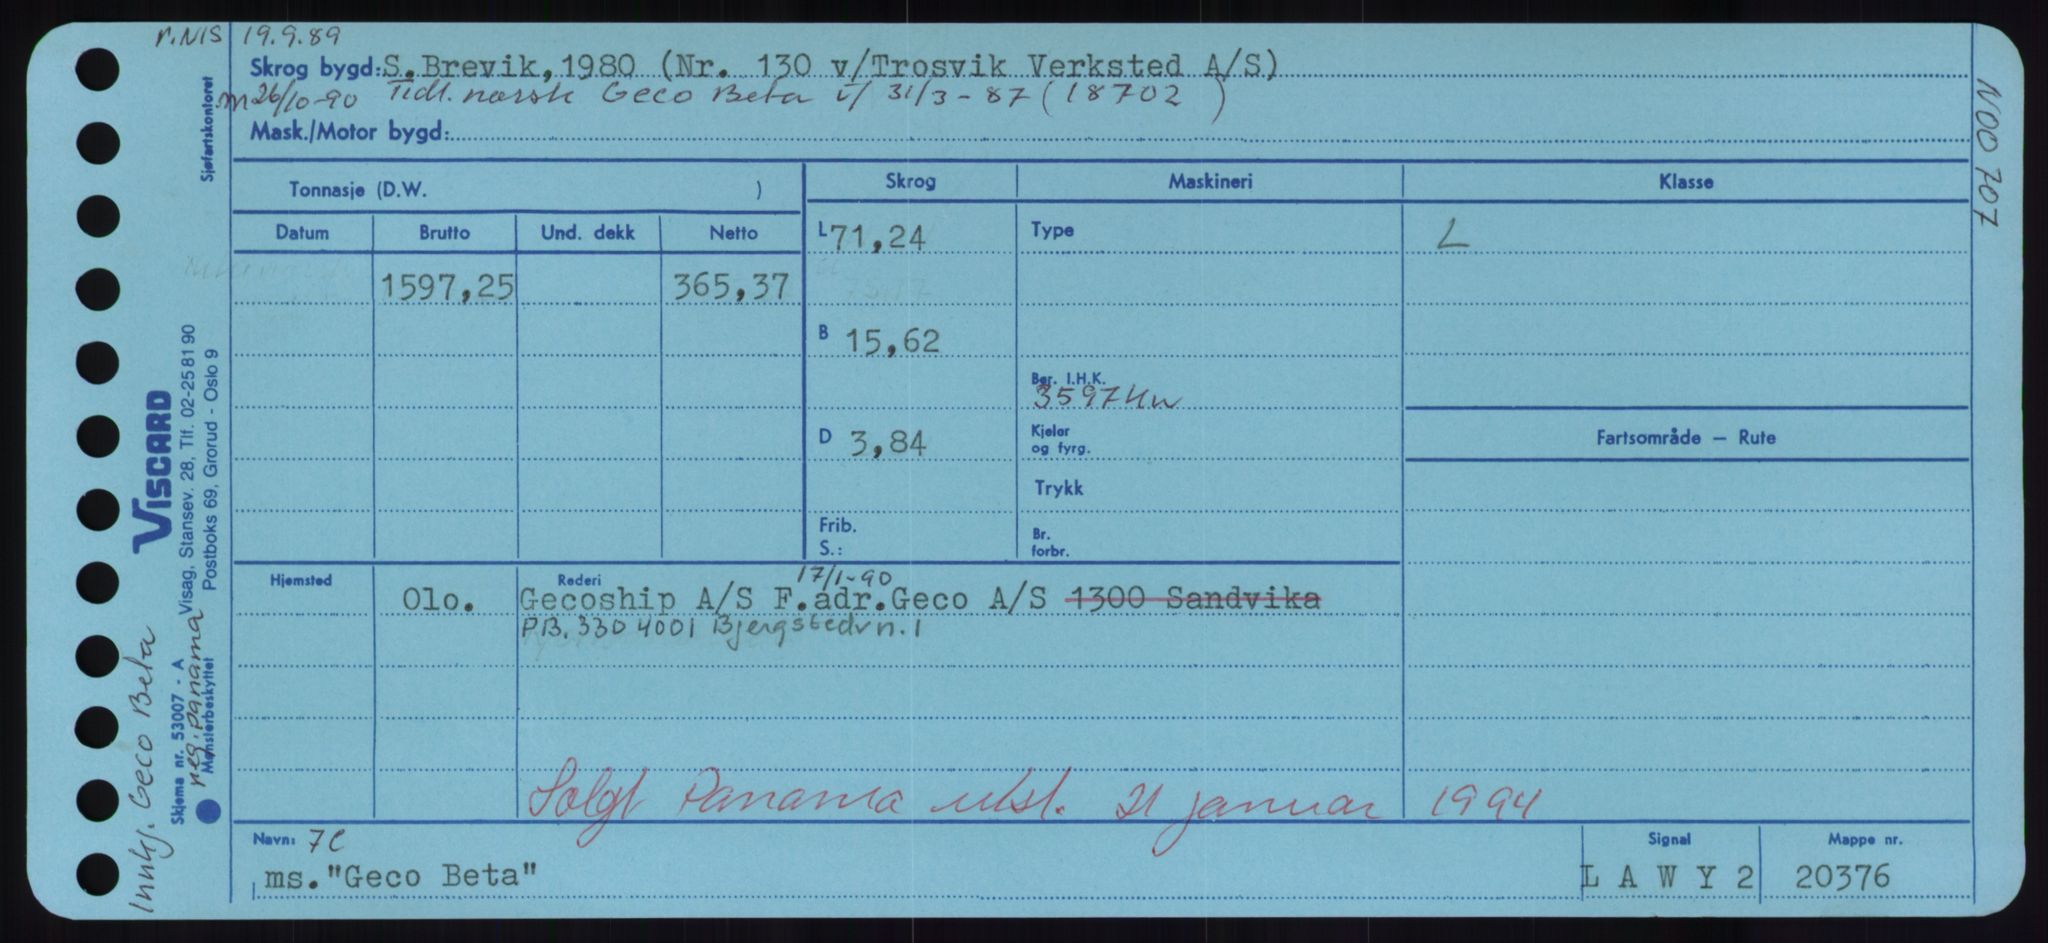 r. NIS 19.9.89
Skrog bygd: S.Brevik, 1980 (Nr. 130 v/Trosvik Verksted A/S)
m 26/10-90 Tidl. norsk Geco Beta i/ 31/3-87 (18702 )
Mask./Motor bygd:
Tonnasje (D.W. )
Skrog Maskineri Klasse
Datum Brutto Und. dekk Netto
L 71,24 Type L
1597,25 365,37
B 15,62
Ber. I.H.K.
3597 Kw
D 3,84 Kjeler
og fyrg.
Fartsområde — Rute
Trykk
Frib.
S.:
Br.
forbr.
Hjemsted Rederi 17/1-90
Olo. Gecoship A/S F.adr.Geco A/S 1300 Sandvika
P.B. 330 4001 Bjergstedvn. 1
Solgt Panama utsl. 21 januar 1994
Navn: 7C Signal Mappe nr.
ms."Geco Beta" L A W Y 2 20376
N00707
Sjøfartskontoret
VISCARD
Visag, Stansev. 28, Tlf. 02-25 81 90
Postboks 69, Grorud - Oslo 9
Skjema nr. 53007 - A
Mønsterbeskyttet
reg. Panama
Innkj. Geco Beta